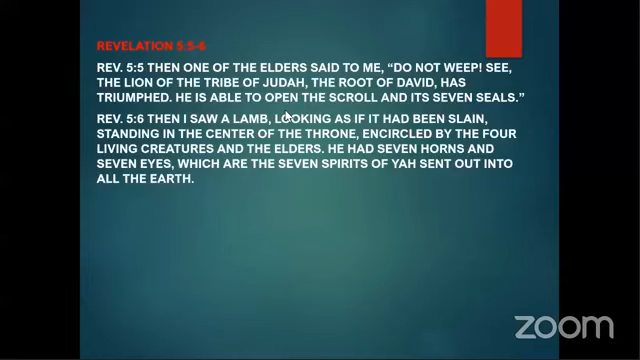 REVELATION 5:5-6
REV. 5:5 THEN ONE OF THE ELDERS SAID TO ME, “DO NOT WEEP! SEE,
THE LION OF THE TRIBE OF JUDAH, THE ROOT OF DAVID, HAS
TRIUMPHED. HE IS ABLE TO OPEN THE SCROLL AND ITS SEVEN SEALS.”
REV. 5:6 THEN I SAW A LAMB, LOOKING AS IF IT HAD BEEN SLAIN,
STANDING IN THE CENTER OF THE THRONE, ENCIRCLED BY THE FOUR
LIVING CREATURES AND THE ELDERS. HE HAD SEVEN HORNS AND
SEVEN EYES, WHICH ARE THE SEVEN SPIRITS OF YAH SENT OUT INTO
ALL THE EARTH.
zoom